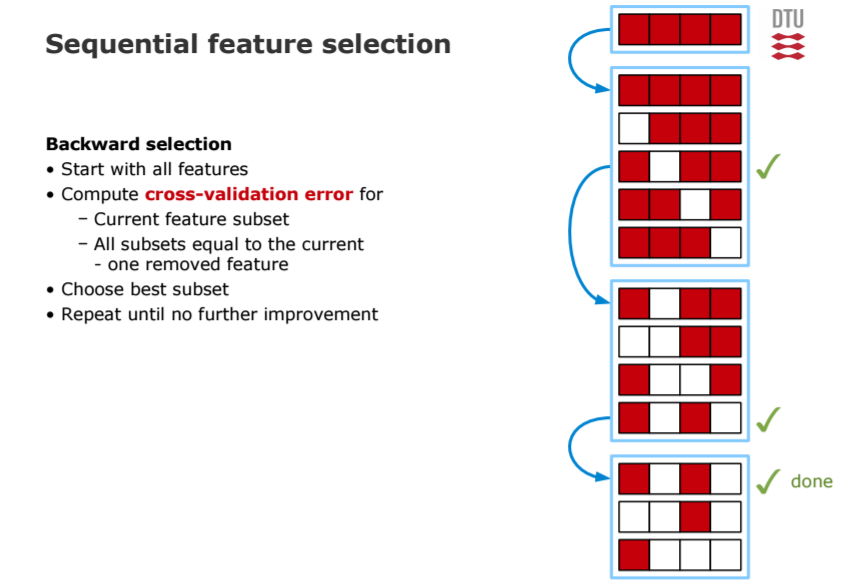 Sequential feature selection
DTU
Backward selection
• Start with all features
• Compute cross-validation error for
– Current feature subset
– All subsets equal to the current
- one removed feature
• Choose best subset
• Repeat until no further improvement
done